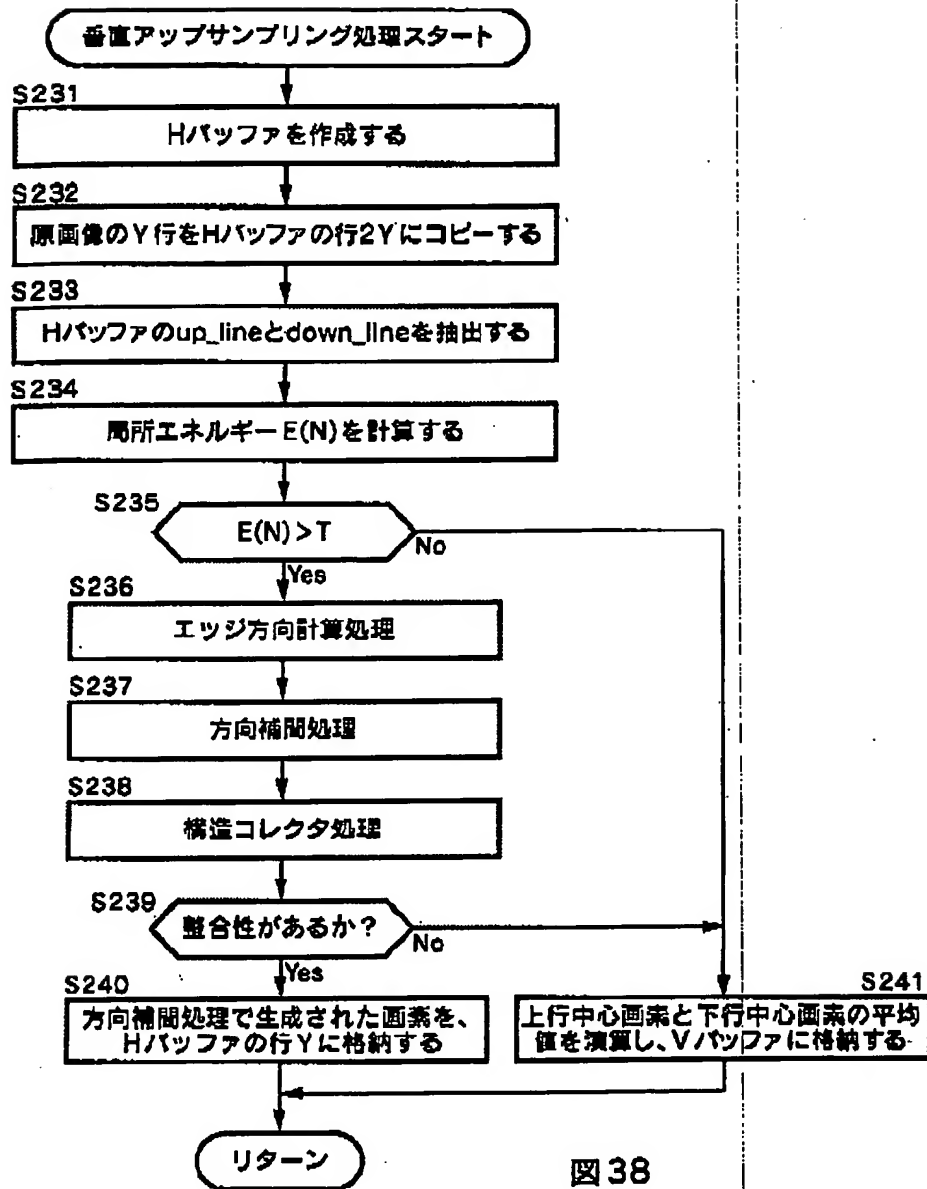 垂直アップサンプリング処理スタート
S231
Hバッファを作成する
S232
原画像のY行をHバッファの行2Yにコピーする
S233
Hバッファのup_lineとdown_lineを抽出する
S234
局所エネルギーE(N)を計算する
S235
E(N)>T
No
Yes
S236
エッジ方向計算処理
S237
方向補間処理
S238
構造コレクタ処理
S239
整合性があるか?
No
Yes
S240
方向補間処理で生成された画素を、
Hバッファの行Yに格納する
S241
上行中心画素と下行中心画素の平均
値を演算し、Vバッファに格納する
リターン
図38